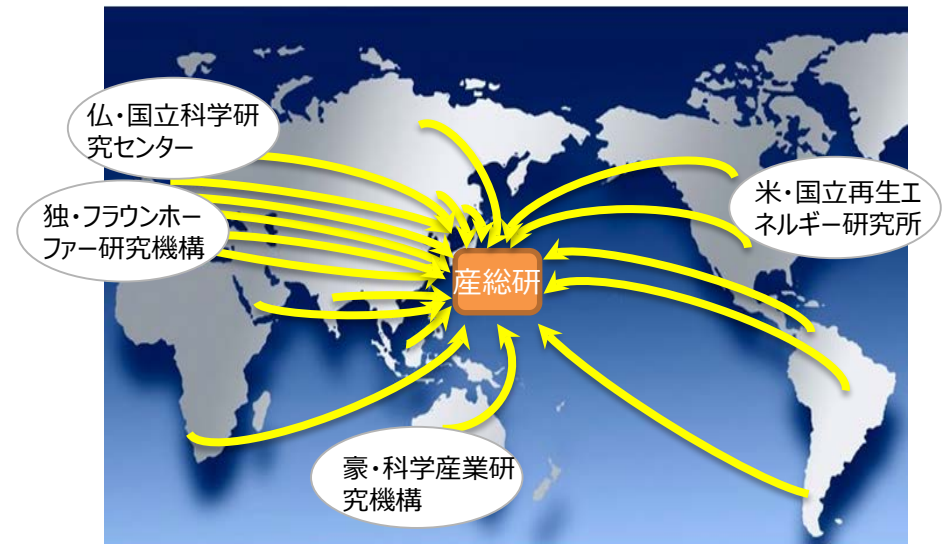 仏・国立科学研
究センター
独・フラウンホー
ファー研究機構
米・国立再生エ
ネルギー研究所
産総研
豪・科学産業研
究機構